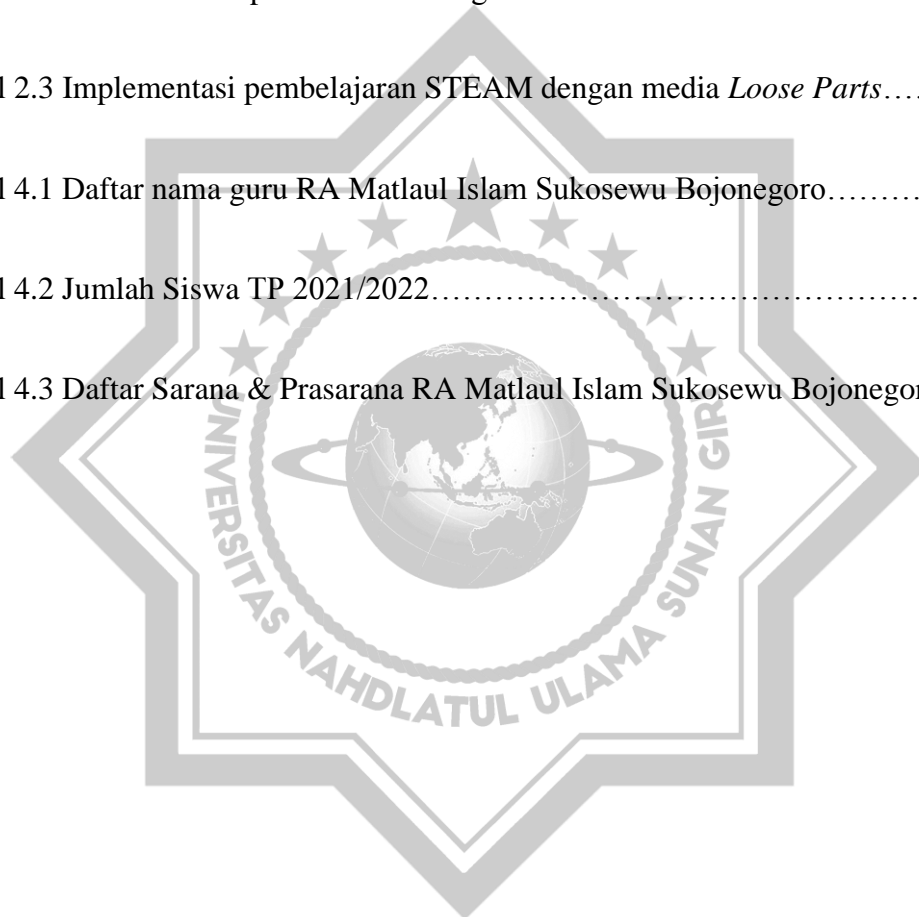 l 2.3 Implementasi pembelajaran STEAM dengan media Loose Parts…..
l 4.1 Daftar nama guru RA Matlaul Islam Sukosewu Bojonegoro………
l 4.2 Jumlah Siswa TP 2021/2022……………………………………….
l 4.3 Daftar Sarana & Prasarana RA Matlaul Islam Sukosewu Bojonegor
UNIVERSITAS NAHDLATUL ULAMA SUNAN GIRI